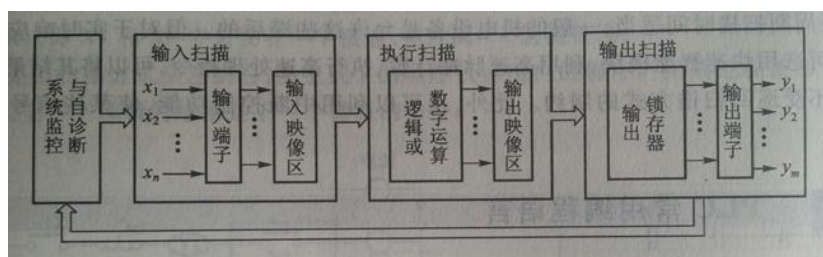 系统监控
与自诊断
输入扫描
x₁
x₂
⋮
xₙ
输入端子
⋮
输入映像区
执行扫描
逻辑或
数字运算
⋮
输出映像区
输出扫描
输出
锁存器
⋮
输出端子
y₁
y₂
⋮
yₘ